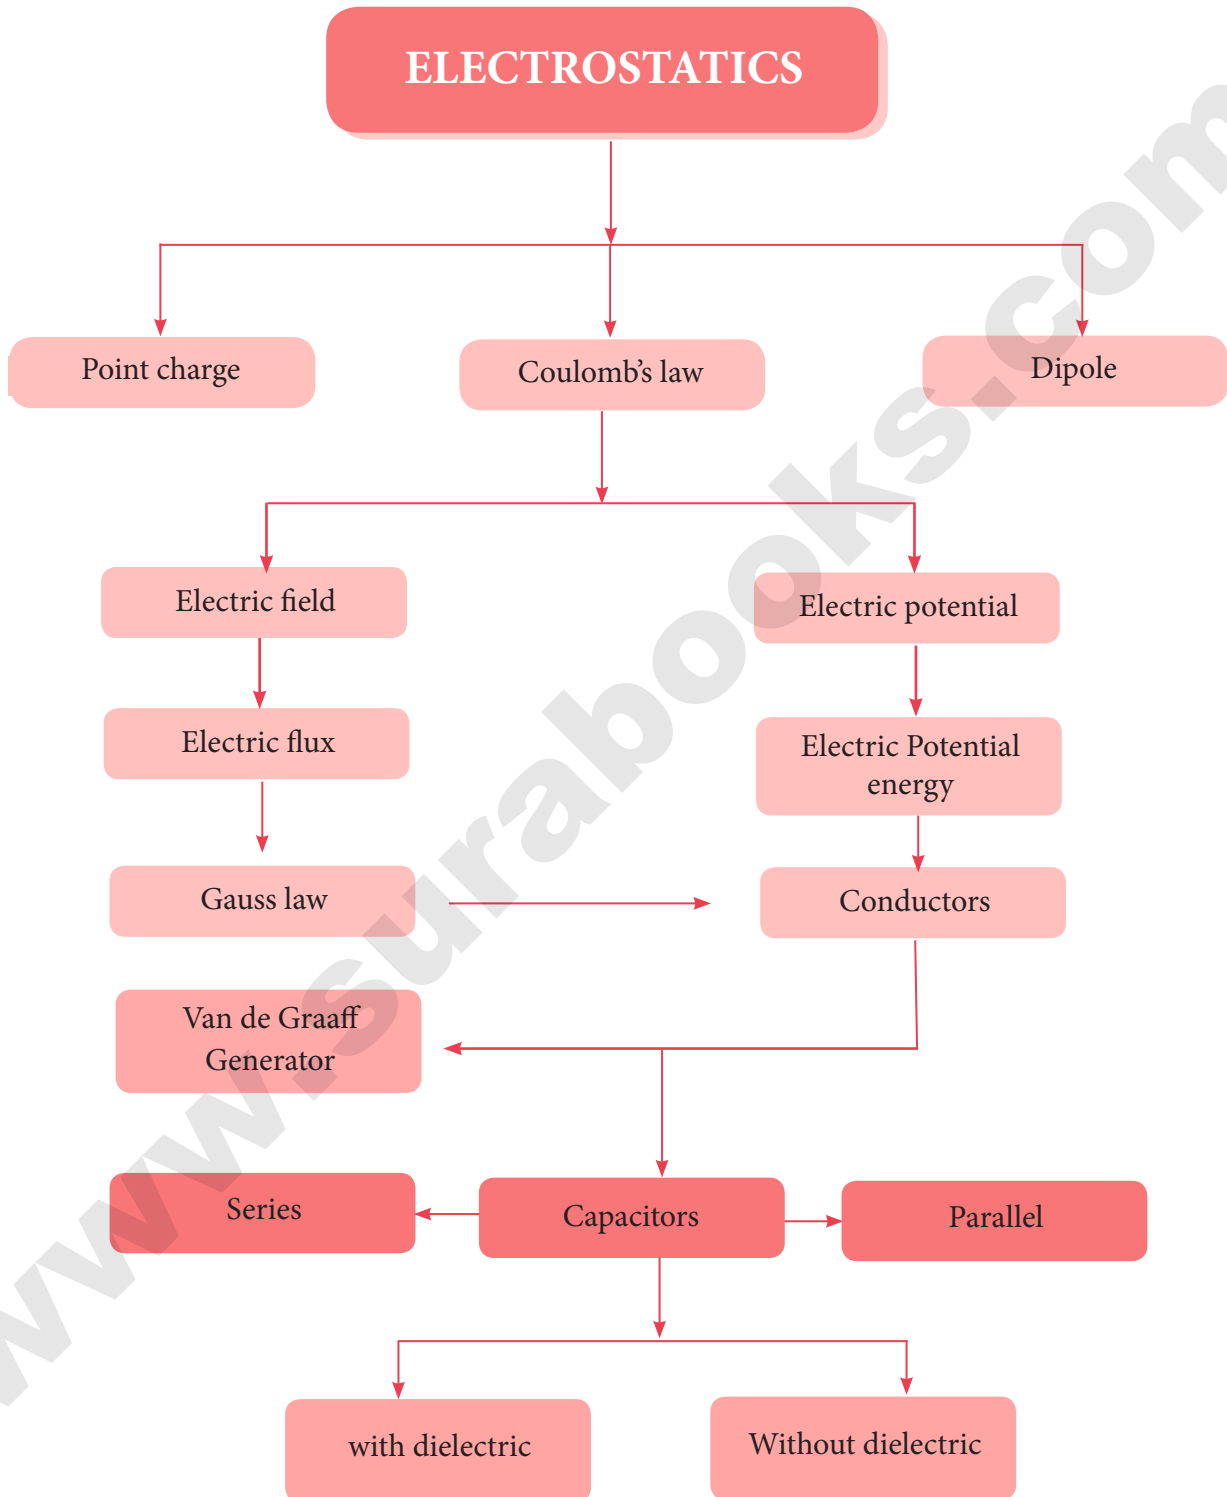 ELECTROSTATICS
Point charge
Coulomb's law
Dipole
Electric field
Electric potential
Electric flux
Electric Potential
energy
Gauss law
Conductors
Van de Graaff
Generator
Series
Capacitors
Parallel
with dielectric
Without dielectric
www.surabooks.com